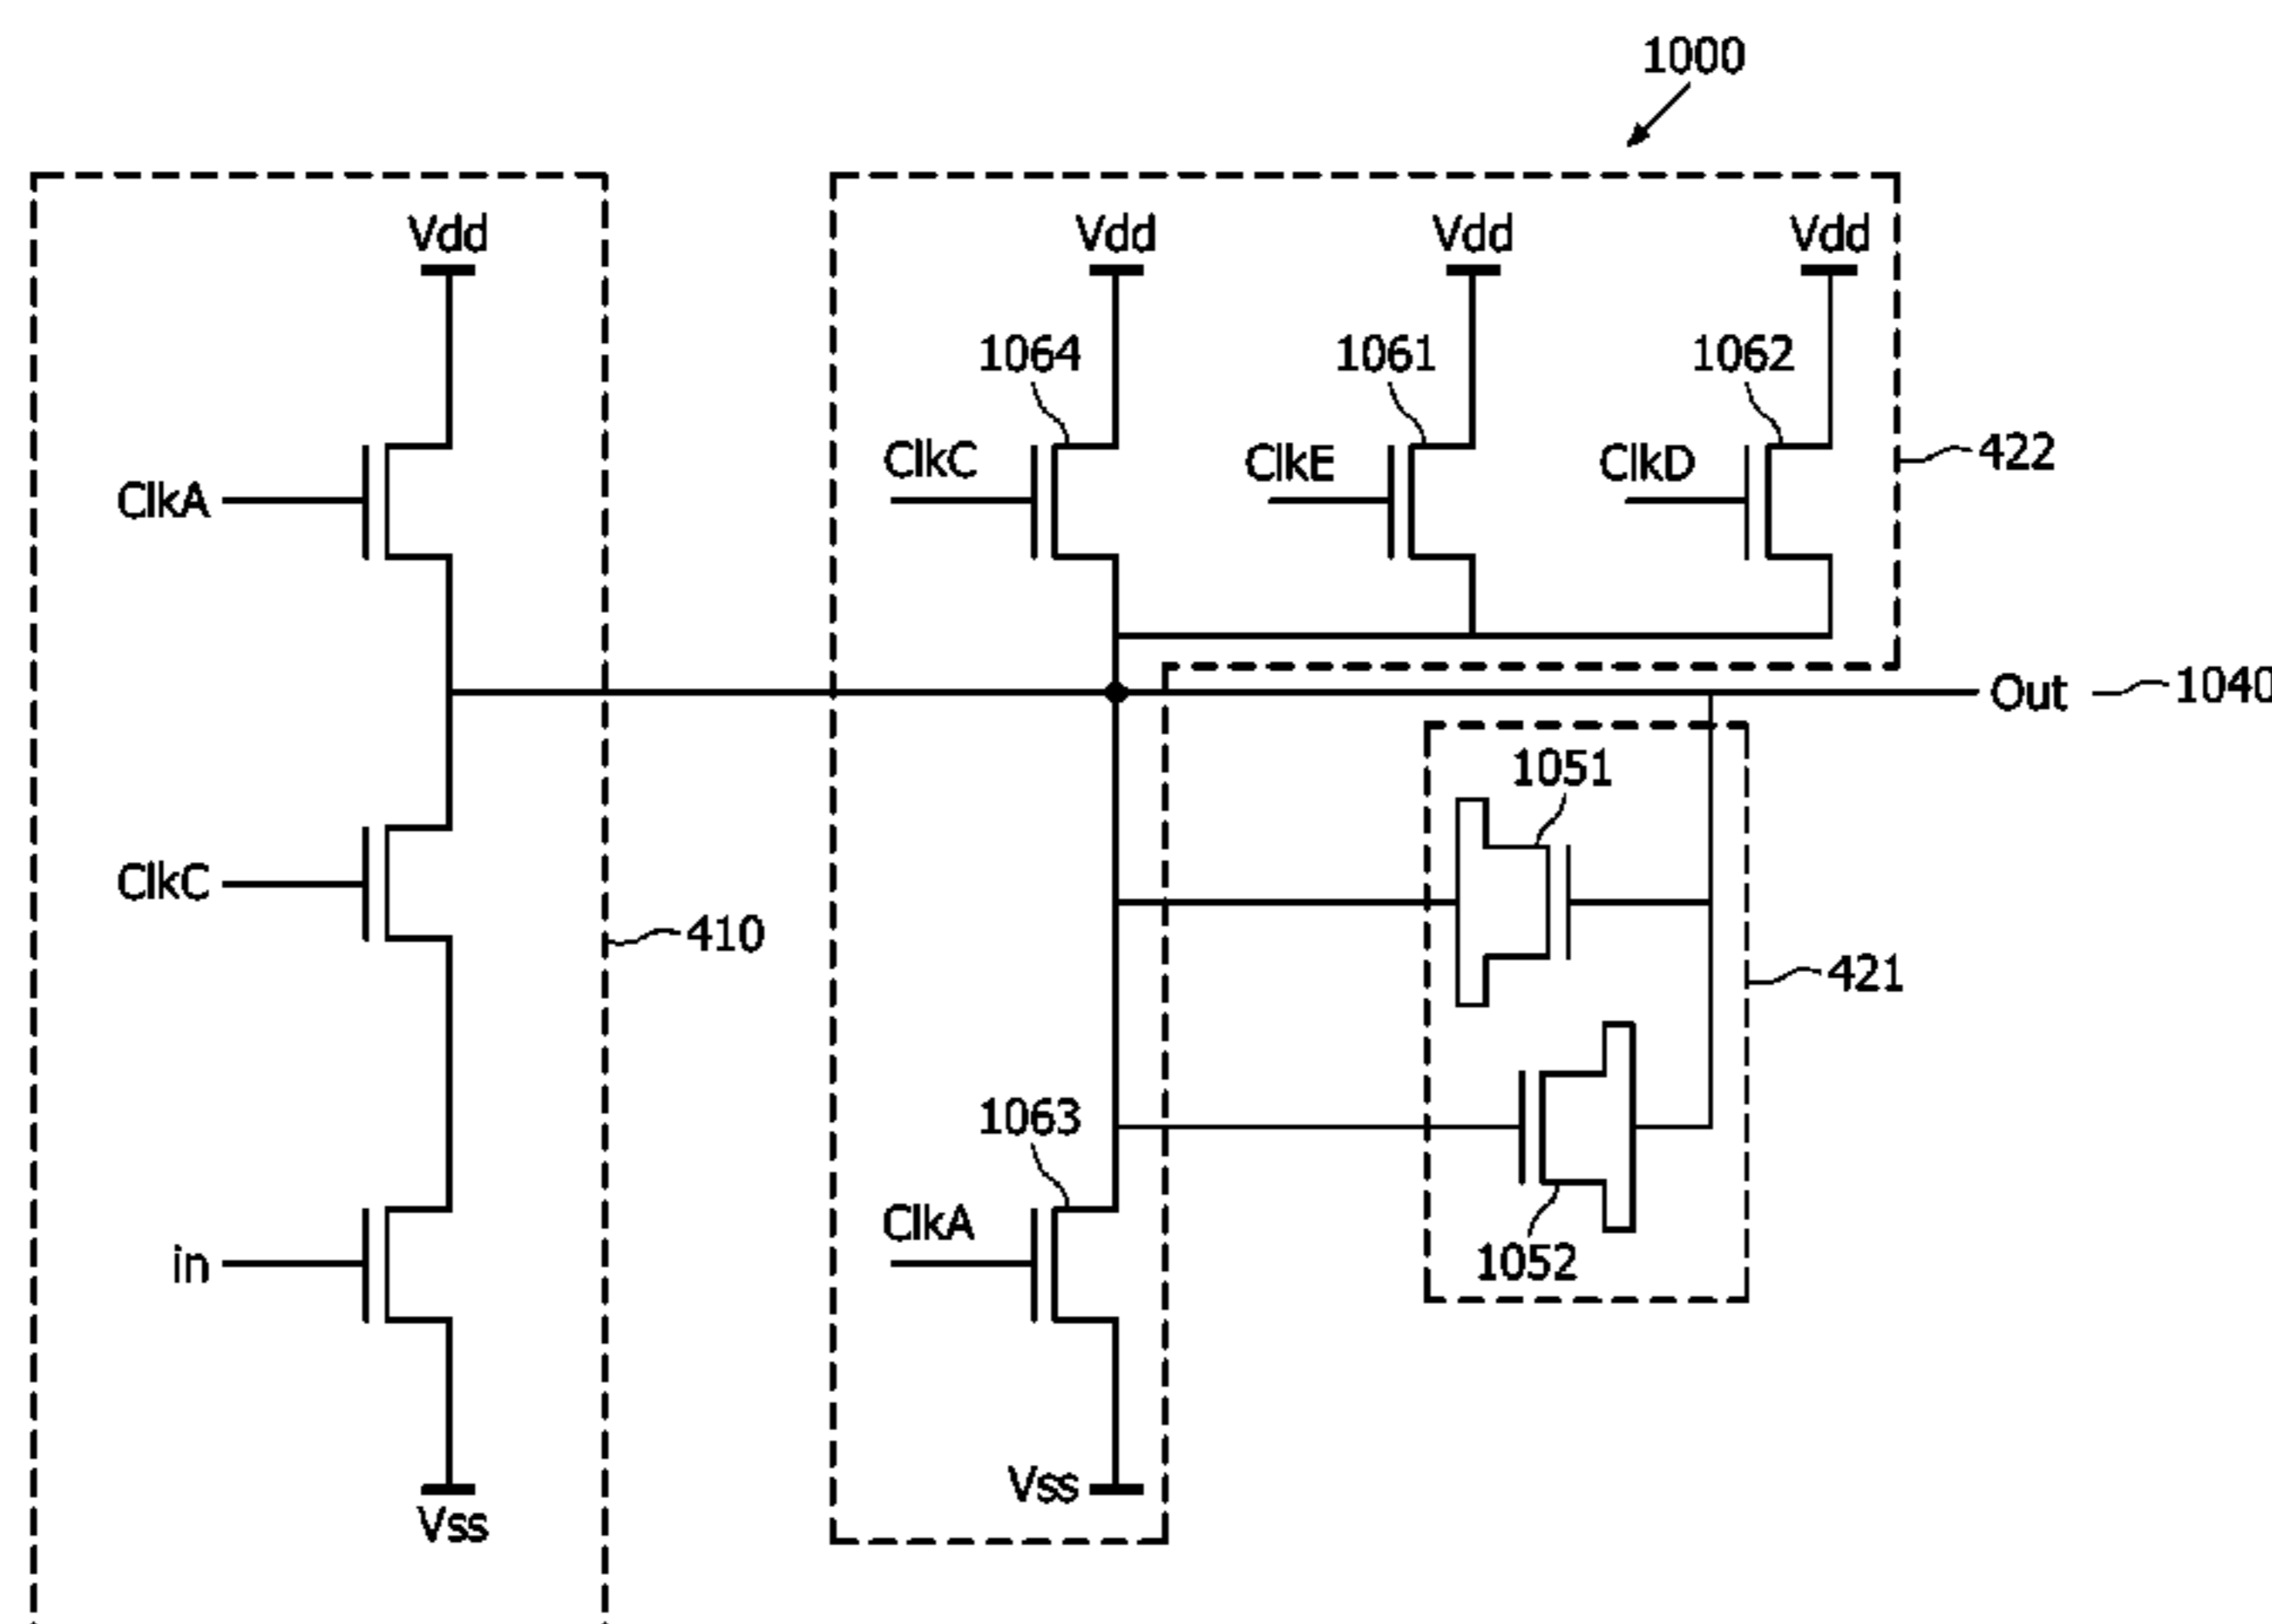 1000
Vdd
Vdd
Vdd
Vdd
1064
1061
1062
ClkA
ClkC
ClkE
ClkD
422
Out
1040
1051
ClkC
410
421
1063
in
ClkA
1052
Vss
Vss